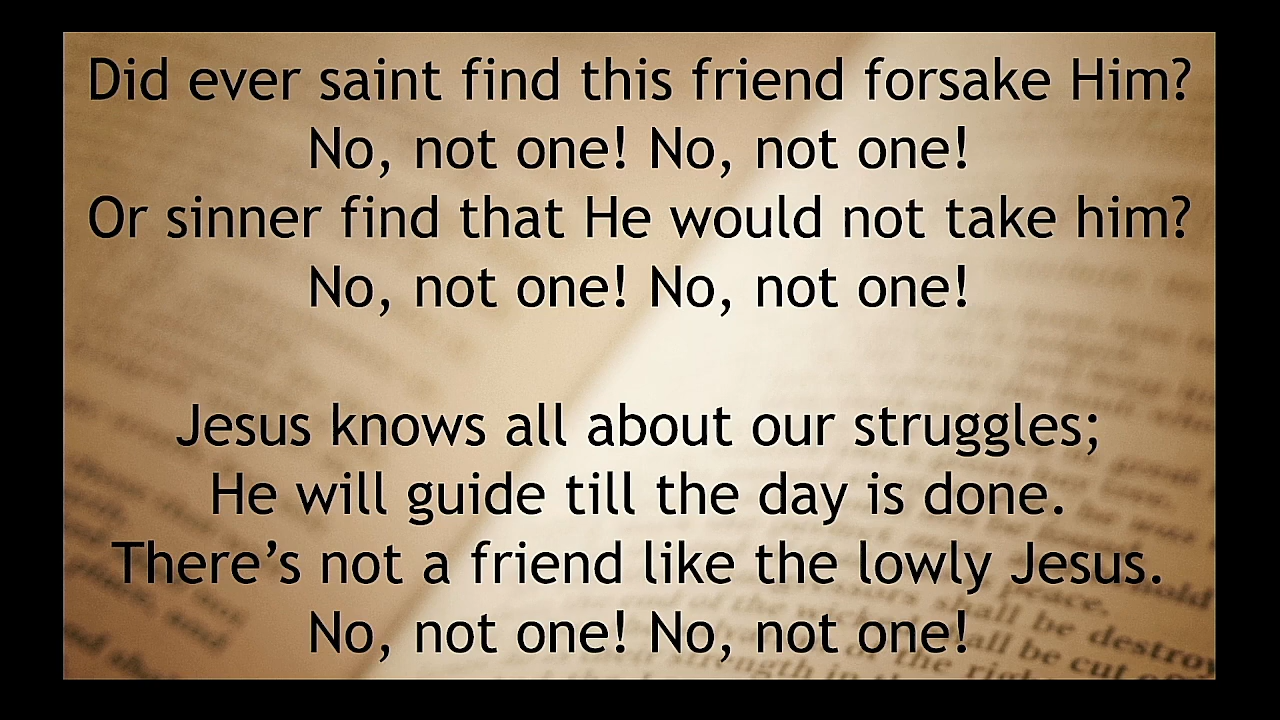 Did ever saint find this friend forsake Him?
No, not one! No, not one!
Or sinner find that He would not take him?
No, not one! No, not one!
Jesus knows all about our struggles;
He will guide till the day is done.
There’s not a friend like the lowly Jesus.
No, not one! No, not one!